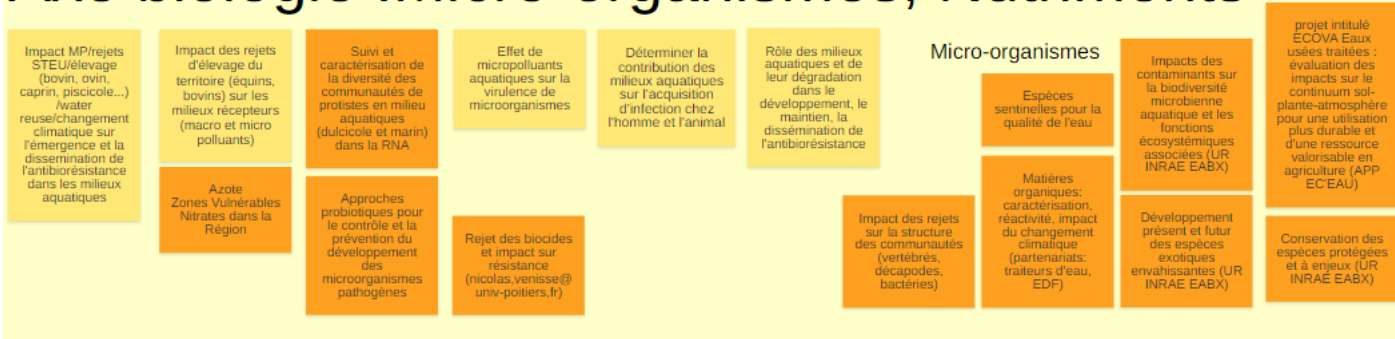 Impact MP/rejets
STEU/élevage
(bovin, ovin,
caprin, piscicole...)
/water
reuse/changement
climatique sur
l'émergence et la
dissemination de
l'antibiorésistance
dans les milieux
aquatiques
Impact des rejets
d'élevage du
territoire (équins,
bovins) sur les
milieux récepteurs
(macro et micro
polluants)
Azote
Zones Vulnérables
Nitrates dans la
Région
Suivi et
caractérisation de
la diversité des
communautés de
protistes en milieu
aquatiques
(dulcicole et marin)
dans la RNA
Approches
probiotiques pour
le contrôle et la
prévention du
développement
des
microorganismes
pathogènes
Effet de
micropolluants
aquatiques sur la
virulence de
microorganismes
Rejet des biocides
et impact sur
résistance
(nicolas,venisse@
univ-poitiers,fr)
Déterminer la
contribution des
milieux aquatiques
sur l'acquisition
d'infection chez
l'homme et l'animal
Rôle des milieux
aquatiques et de
leur dégradation
dans le
développement, le
maintien, la
dissémination de
l'antibiorésistance
Micro-organismes
Impact des rejets
sur la structure
des communautés
(vertébrés,
décapodes,
bactéries)
Espèces
sentinelles pour la
qualité de l'eau
Matières
organiques:
caractérisation,
réactivité, impact
du changement
climatique
(partenariats:
traiteurs d'eau,
EDF)
Impacts des
contaminants sur
la biodiversité
microbienne
aquatique et les
fonctions
écosystémiques
associées (UR
INRAE EABX)
Développement
présent et futur
des espèces
exotiques
envahissantes (UR
INRAE EABX)
projet intitulé
ECOVA Eaux
usées traitées :
évaluation des
impacts sur le
continuum sol-
plante-atmosphère
pour une utilisation
plus durable et
d'une ressource
valorisable en
agriculture (APP
EC'EAU)
Conservation des
espèces protégées
et à enjeux (UR
INRAE EABX)